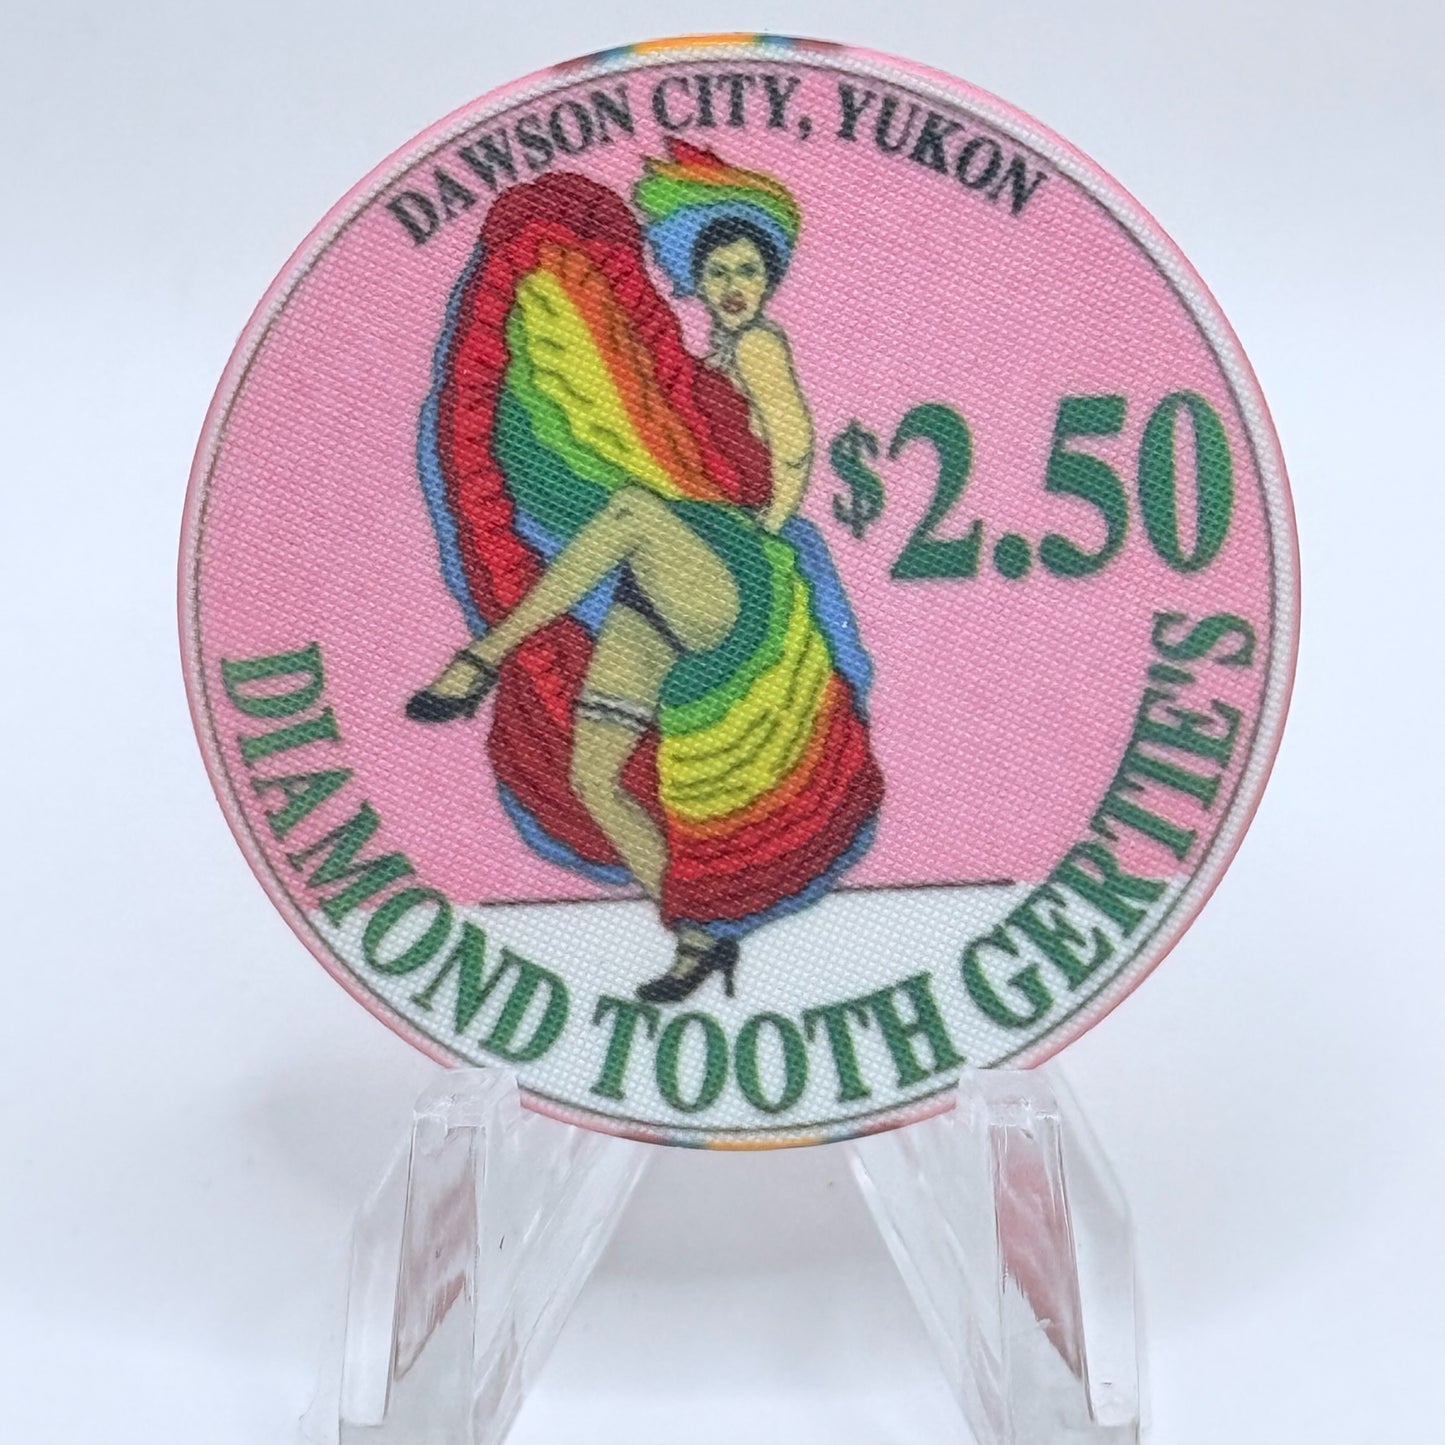 DAWSON CITY, YUKON
$2.50
DIAMOND TOOTH GERTIE'S